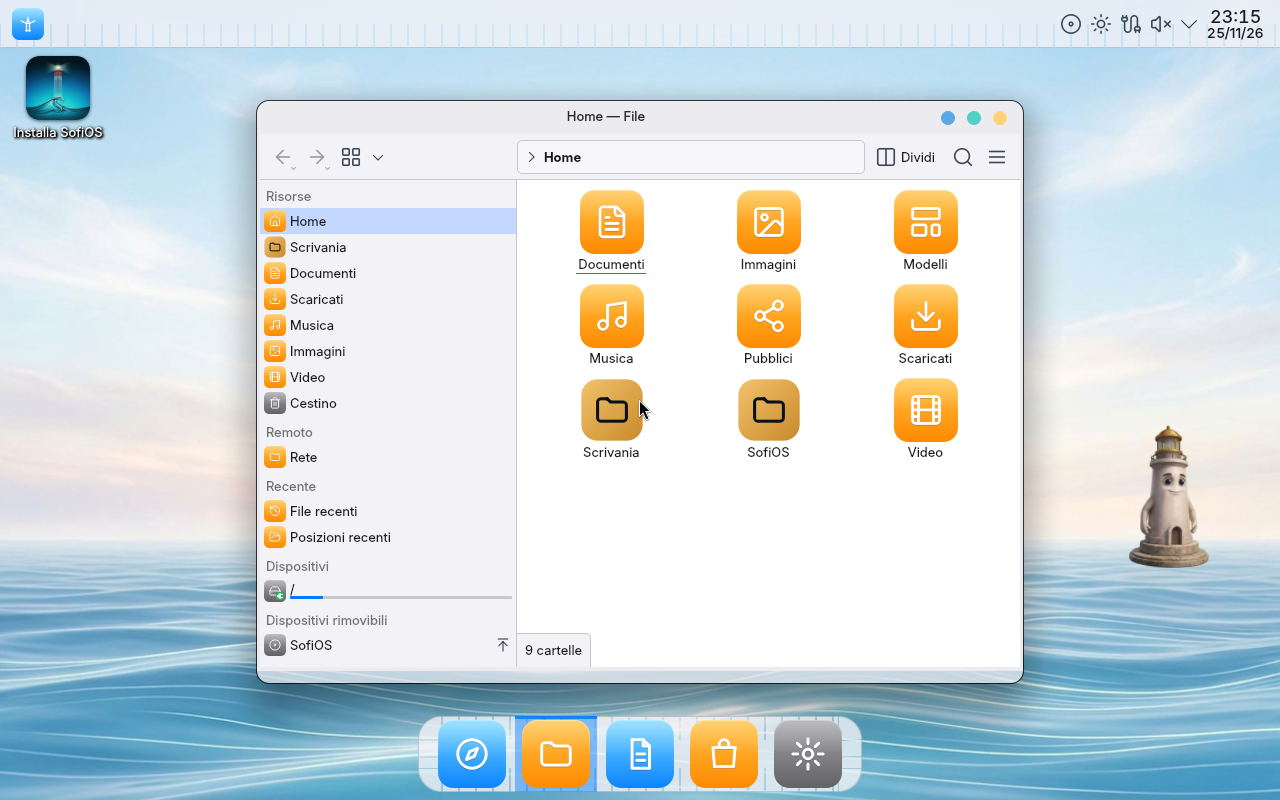 23:15
25/11/26
Installa SofiOS
Home — File
Home
Dividi
Risorse
Home
Scrivania
Documenti
Scaricati
Musica
Immagini
Video
Cestino
Remoto
Rete
Recente
File recenti
Posizioni recenti
Dispositivi
/
Dispositivi rimovibili
SofiOS
Documenti
Immagini
Modelli
Musica
Pubblici
Scaricati
Scrivania
SofiOS
Video
9 cartelle